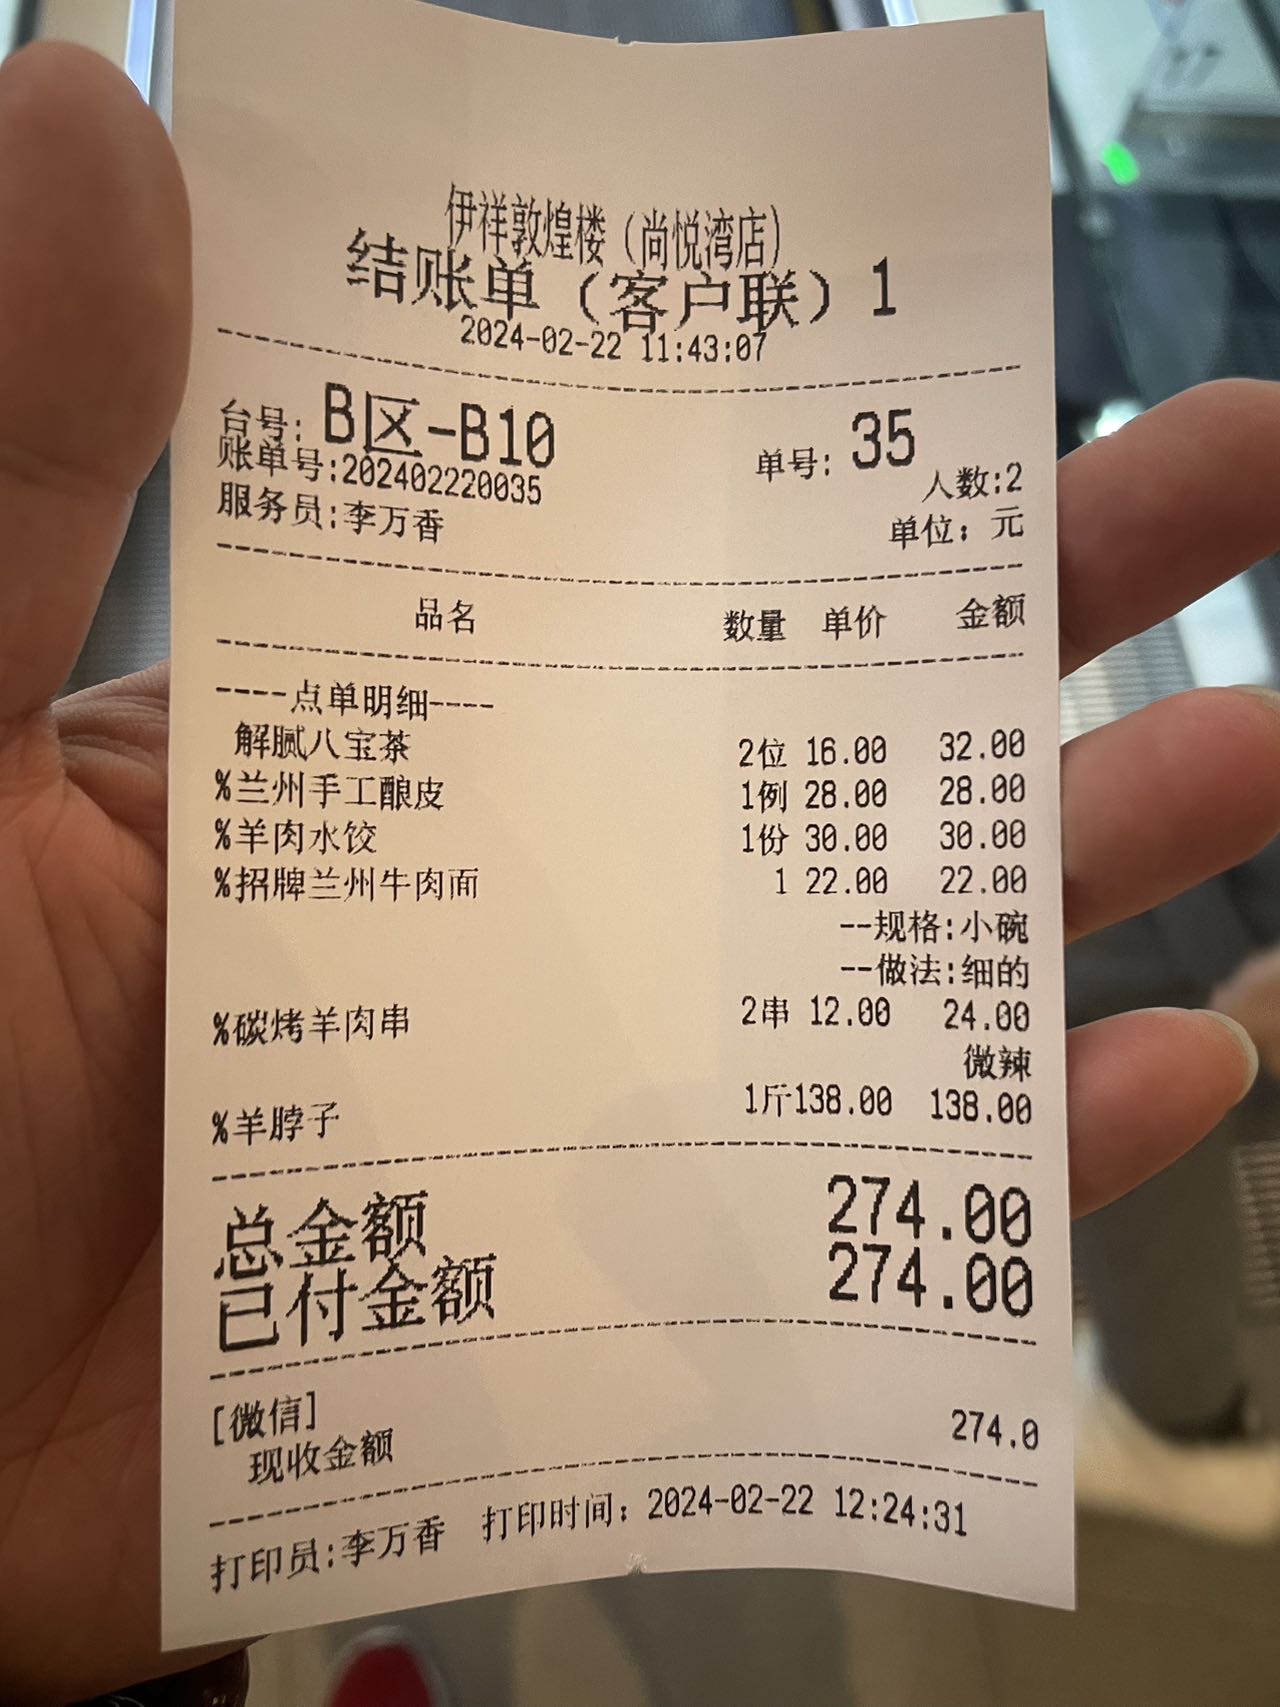 伊祥敦煌楼（尚悦湾店）
结账单（客户联）1
2024-02-22 11:43:07
台号: B区-B10 单号: 35
账单号:202402220035 人数:2
服务员:李万香 单位: 元
品名 数量 单价 金额
----点单明细----
解腻八宝茶 2位 16.00 32.00
%兰州手工酿皮 1例 28.00 28.00
%羊肉水饺 1份 30.00 30.00
%招牌兰州牛肉面 1 22.00 22.00
--规格:小碗
--做法:细的
%碳烤羊肉串 2串 12.00 24.00
微辣
%羊脖子 1斤138.00 138.00
总金额 274.00
已付金额 274.00
[微信]
现收金额 274.0
打印员:李万香 打印时间: 2024-02-22 12:24:31